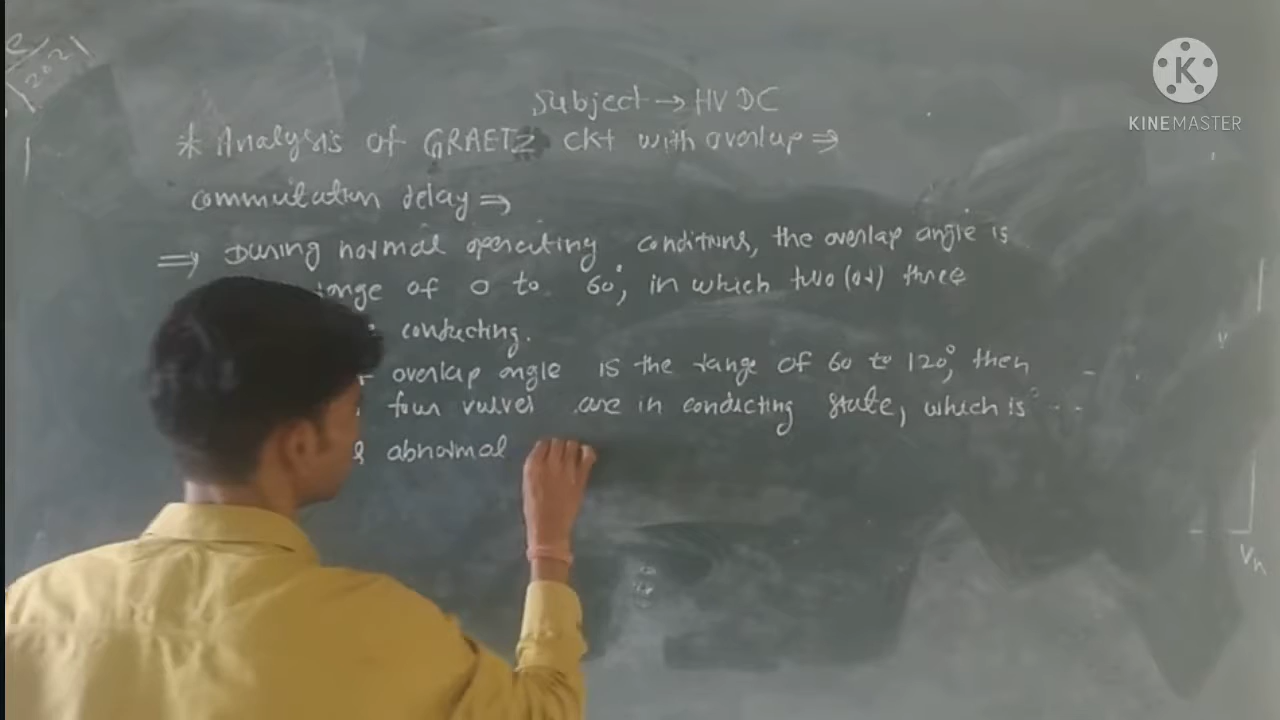 2021
Subject → HVDC
KINEMASTER
* Analysis of GRAETZ ckt with overlap ⇒
commutation delay ⇒
⇒ During normal operating conditions, the overlap angle is
range of 0 to 60°, in which two (or) three
conducting.
overlap angle is the range of 60 to 120°, then
four valves are in conducting state, which is
abnormal
Vn